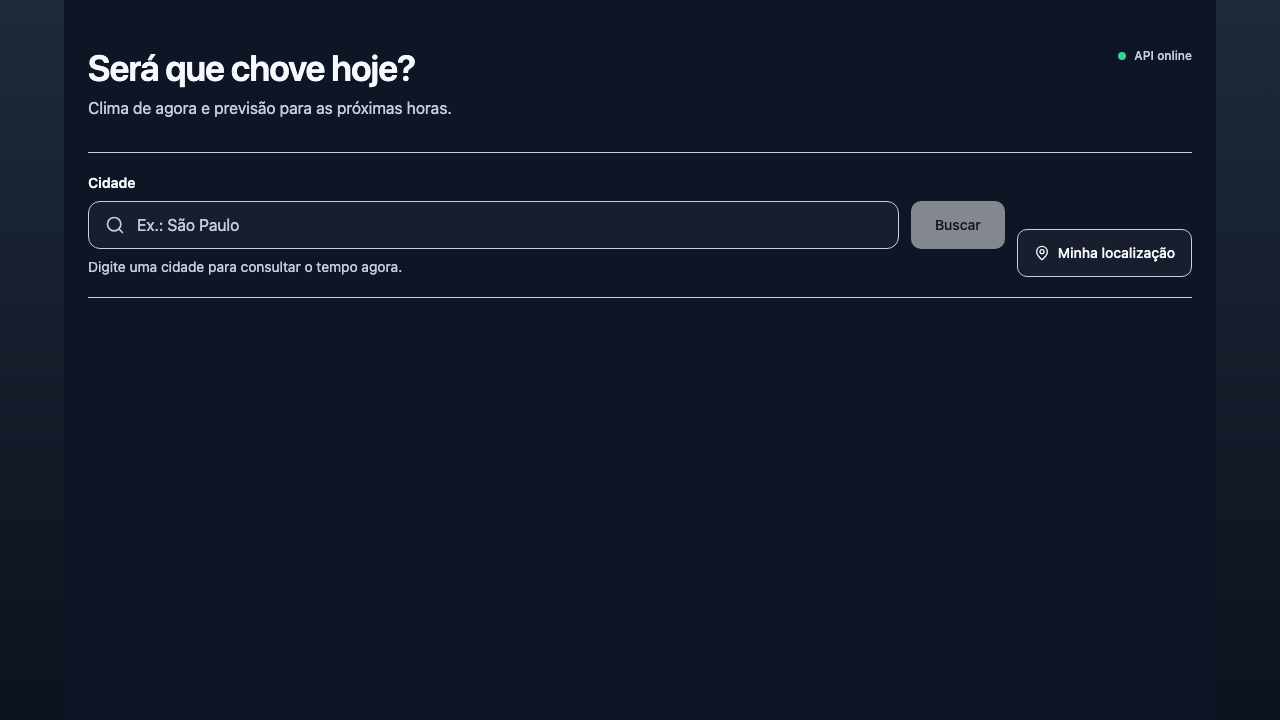 Será que chove hoje?
API online
Clima de agora e previsão para as próximas horas.
Cidade
Ex.: São Paulo
Buscar
Minha localização
Digite uma cidade para consultar o tempo agora.